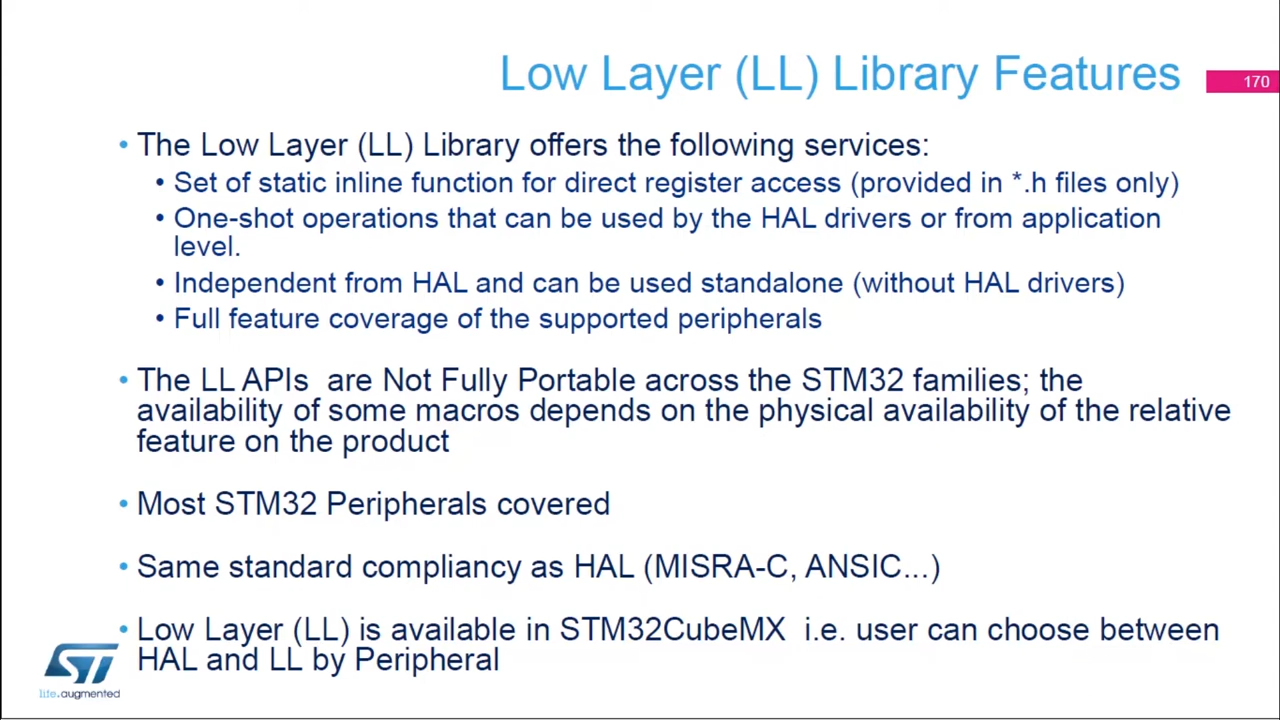 Low Layer (LL) Library Features
170
• The Low Layer (LL) Library offers the following services:
• Set of static inline function for direct register access (provided in *.h files only)
• One-shot operations that can be used by the HAL drivers or from application
level.
• Independent from HAL and can be used standalone (without HAL drivers)
• Full feature coverage of the supported peripherals
• The LL APIs are Not Fully Portable across the STM32 families; the
availability of some macros depends on the physical availability of the relative
feature on the product
• Most STM32 Peripherals covered
• Same standard compliancy as HAL (MISRA-C, ANSIC...)
• Low Layer (LL) is available in STM32CubeMX i.e. user can choose between
HAL and LL by Peripheral
ST
life.augmented